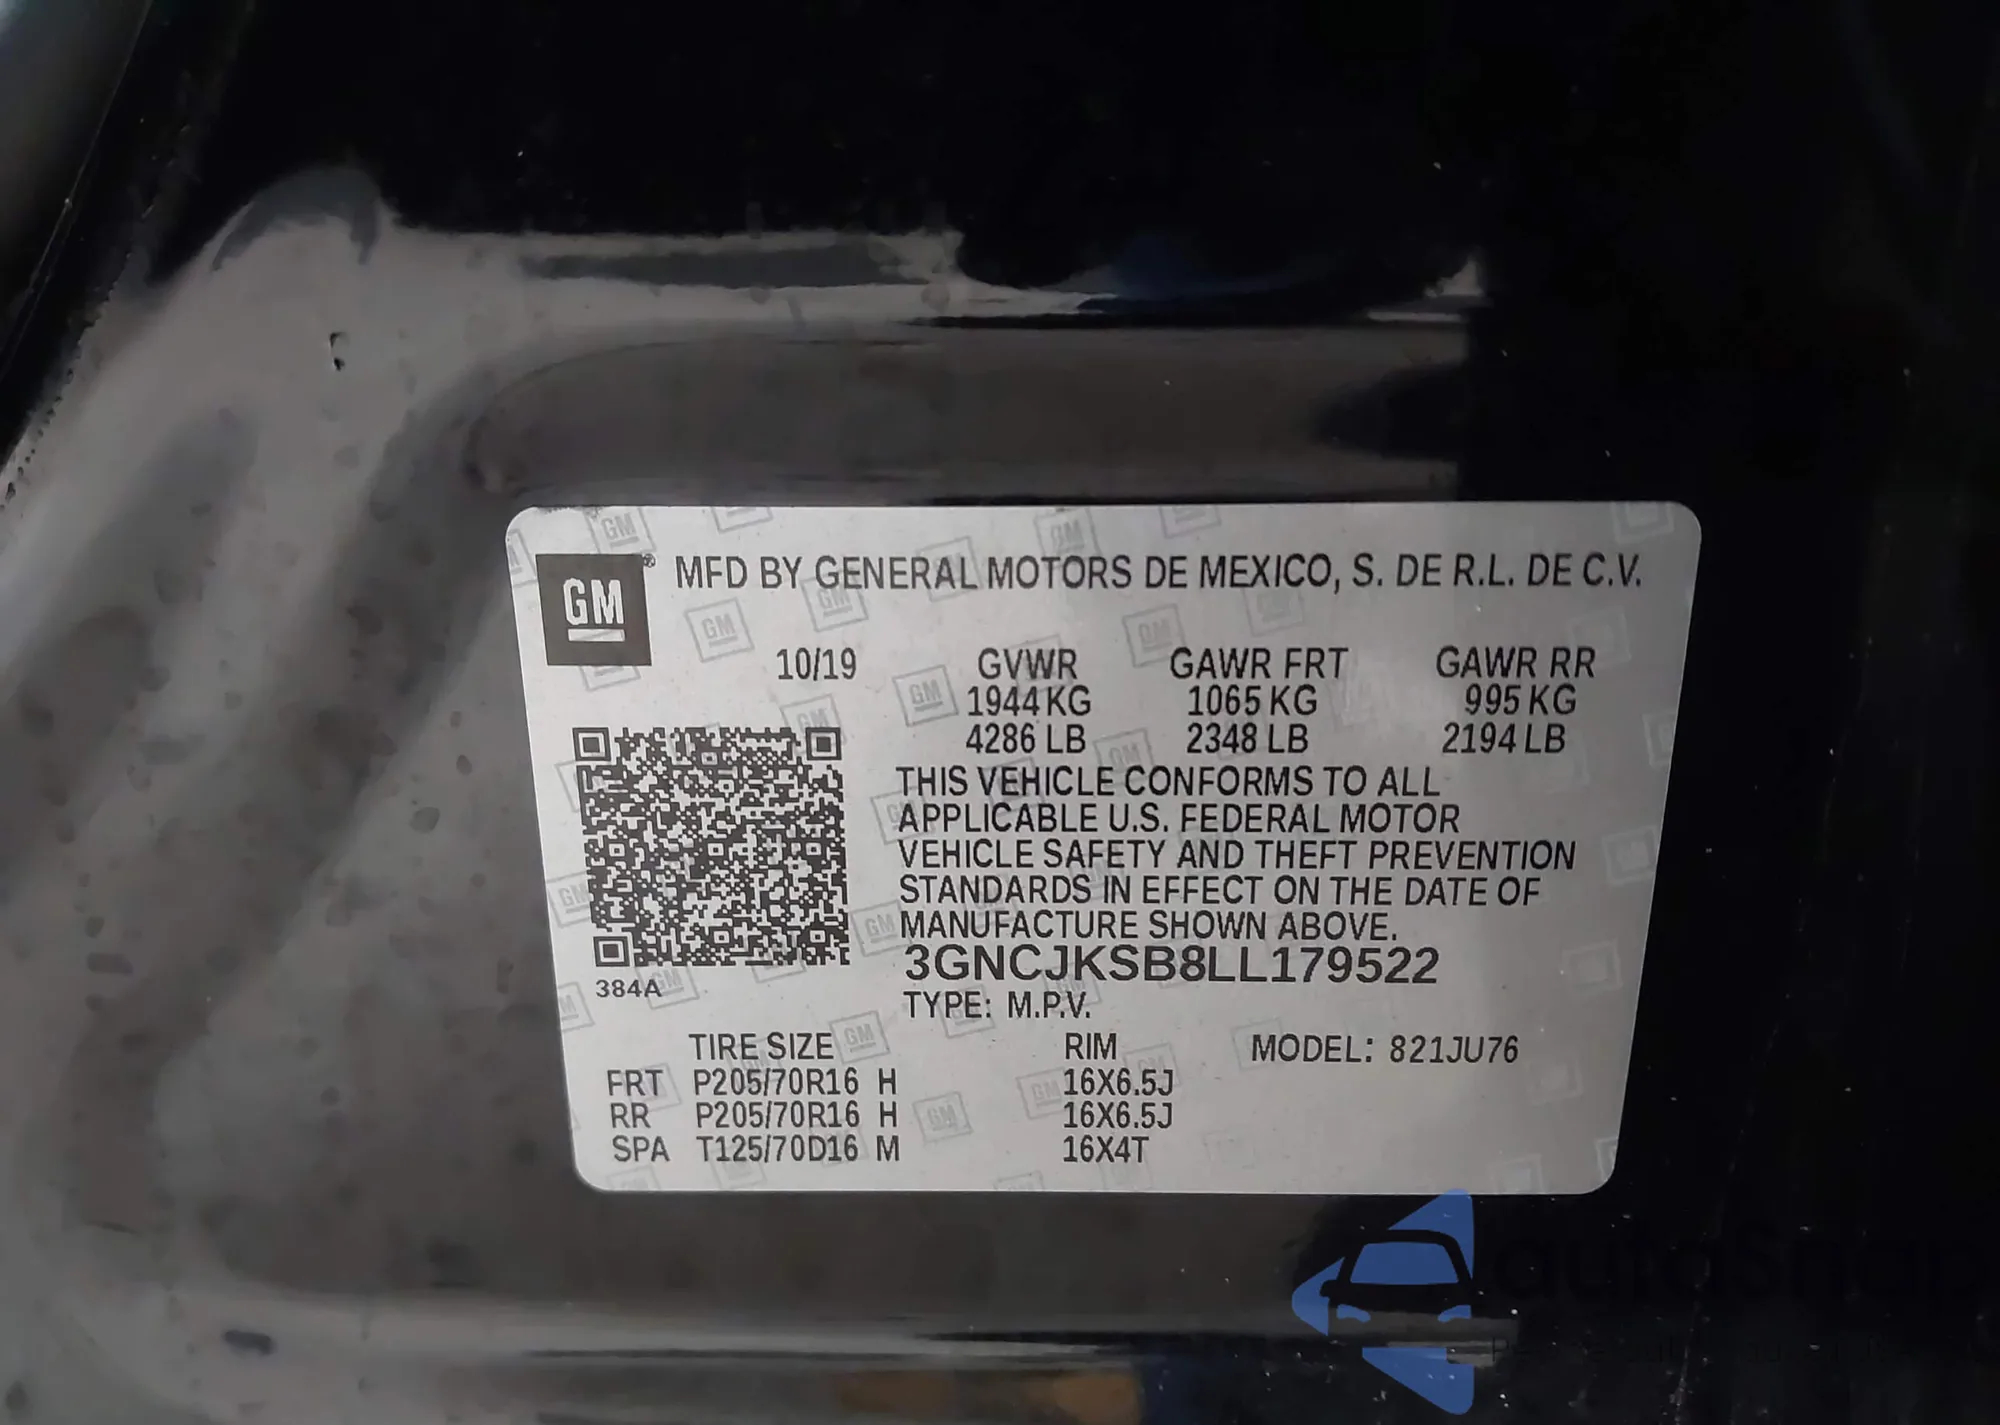 GM ® MFD BY GENERAL MOTORS DE MEXICO, S. DE R.L. DE C.V.
10/19 GVWR GAWR FRT GAWR RR
1944 KG 1065 KG 995 KG
4286 LB 2348 LB 2194 LB
THIS VEHICLE CONFORMS TO ALL
APPLICABLE U.S. FEDERAL MOTOR
VEHICLE SAFETY AND THEFT PREVENTION
STANDARDS IN EFFECT ON THE DATE OF
MANUFACTURE SHOWN ABOVE.
3GNCJKSB8LL179522
384A
TYPE: M.P.V.
TIRE SIZE RIM MODEL: 821JU76
FRT P205/70R16 H 16X6.5J
RR P205/70R16 H 16X6.5J
SPA T125/70D16 M 16X4T